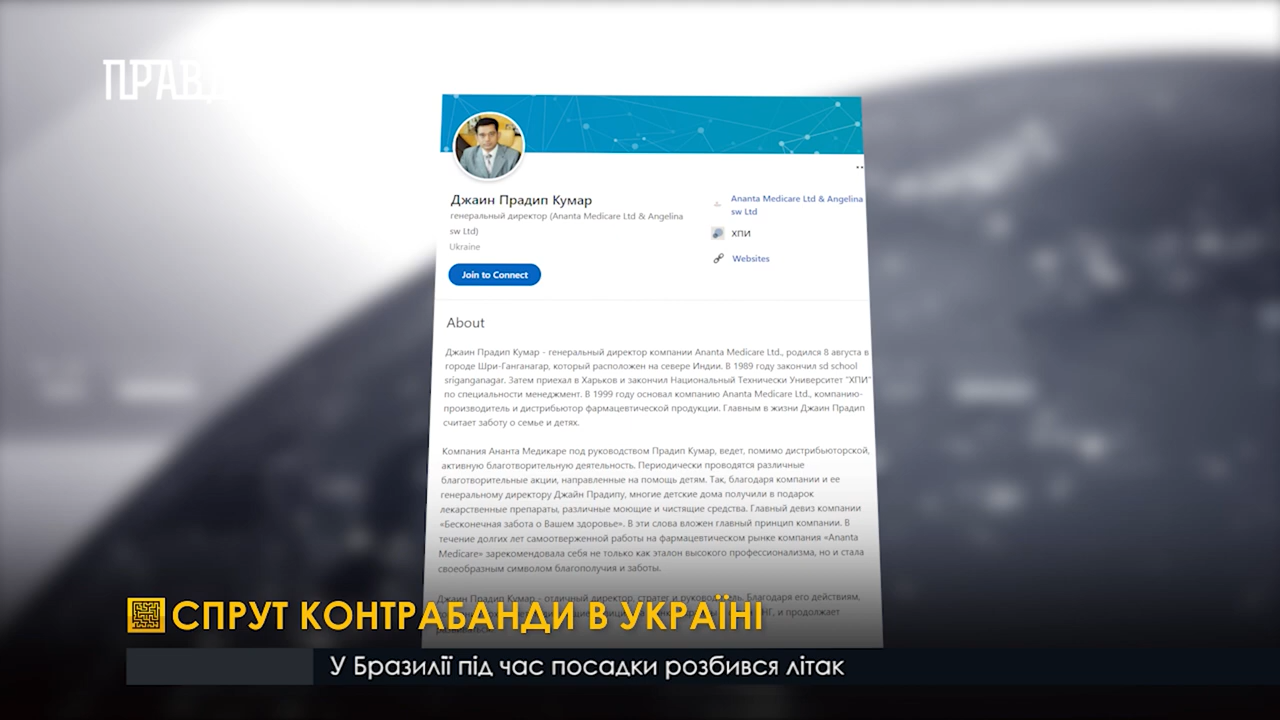 ПРАВД
Джаин Прадип Кумар
генеральный директор (Ananta Medicare Ltd & Angelina
sw Ltd)
Ukraine
Join to Connect
Ananta Medicare Ltd & Angelina
sw Ltd
ХПИ
Websites
About
Джаин Прадип Кумар - генеральный директор компании Ananta Medicare Ltd., родился 8 августа в
городе Шри-Ганганагар, который расположен на севере Индии. В 1989 году закончил sd school
sriganganagar. Затем приехал в Харьков и закончил Национальный Технически Университет "ХПИ"
по специальности менеджмент. В 1999 году основал компанию Ananta Medicare Ltd., компанию-
производитель и дистрибьютор фармацевтической продукции. Главным в жизни Джаин Прадип
считает заботу о семье и детях.
Компания Ананта Медикаре под руководством Прадип Кумар, ведет, помимо дистрибьюторской,
активную благотворительную деятельность. Периодически проводятся различные
благотворительные акции, направленные на помощь детям. Так, благодаря компании и ее
генеральному директору Джайн Прадипу, многие детские дома получили в подарок
лекарственные препараты, различные моющие и чистящие средства. Главный девиз компании
«Бесконечная забота о Вашем здоровье». В эти слова вложен главный принцип компании. В
течение долгих лет самоотверженной работы на фармацевтическом рынке компания «Ananta
Medicare» зарекомендовала себя не только как эталон высокого профессионализма, но и стала
своеобразным символом благополучия и заботы.
Джаин Прадип Кумар - отличный директор, стратег и руководитель. Благодаря его действиям,
и продолжает
СПРУТ КОНТРАБАНДИ В УКРАЇНІ
У Бразилії під час посадки розбився літак